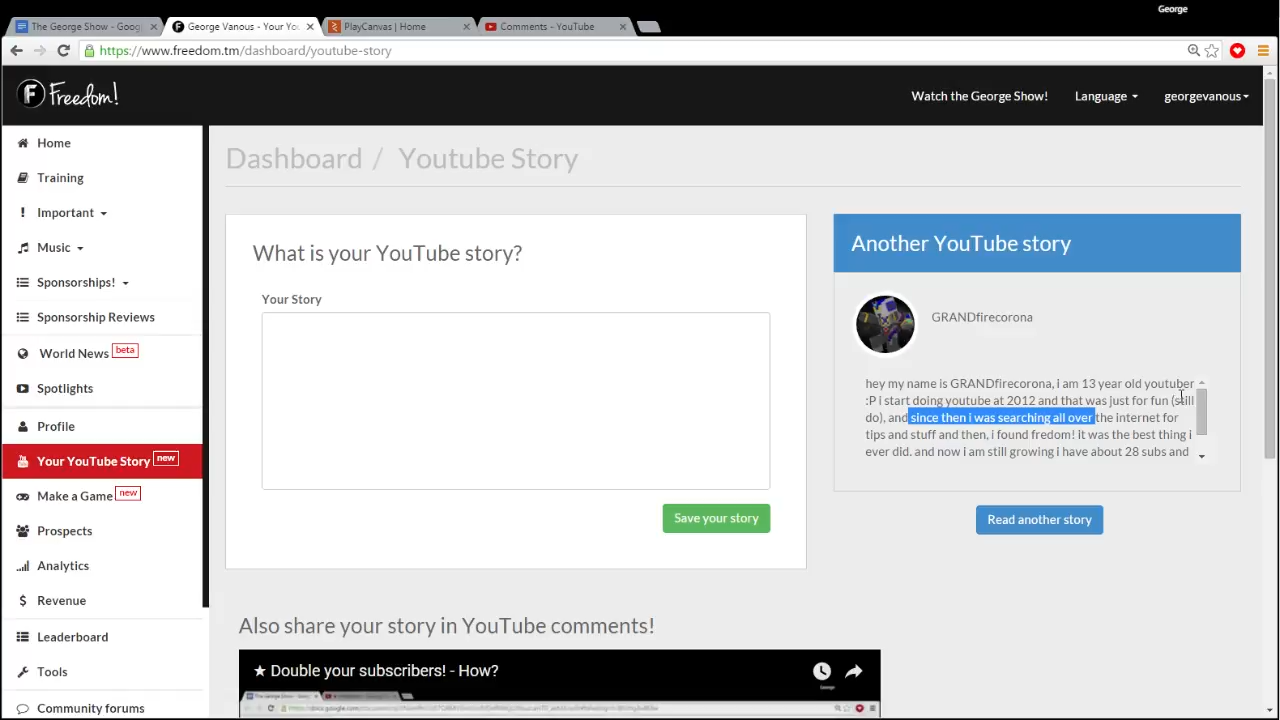 George
The George Show - Goog
George Vanous - Your Yo
PlayCanvas | Home
Comments - YouTube
https://www.freedom.tm/dashboard/youtube-story
F Freedom!
Watch the George Show!
Language
georgevanous
Home
Training
Important
Music
Sponsorships!
Sponsorship Reviews
World News beta
Spotlights
Profile
Your YouTube Story new
Make a Game new
Prospects
Analytics
Revenue
Leaderboard
Tools
Community forums
Dashboard / Youtube Story
What is your YouTube story?
Your Story
Save your story
Another YouTube story
GRANDfirecorona
hey my name is GRANDfirecorona, i am 13 year old youtuber
:P i start doing youtube at 2012 and that was just for fun (still
do), and since then i was searching all over the internet for
tips and stuff and then, i found fredom! it was the best thing i
ever did. and now i am still growing i have about 28 subs and
Read another story
Also share your story in YouTube comments!
★ Double your subscribers! - How?
George